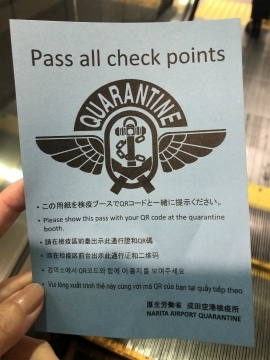 Pass all check points
QUARANTINE
• この用紙を検疫ブースでQRコードと一緒に提示ください。
• Please show this pass with your QR code at the quarantine
booth.
• 請在檢疫區前臺出示此通行證和QR碼
• 请在检疫区前台出示此通行证和二维码
• 검역소에서 QR코드와 함께 이 용지를 보여주세요
• Vui lòng xuất trình thẻ này cùng với mã QR của bạn tại quầy tiếp theo
厚生労働省 成田空港検疫所
NARITA AIRPORT QUARANTINE